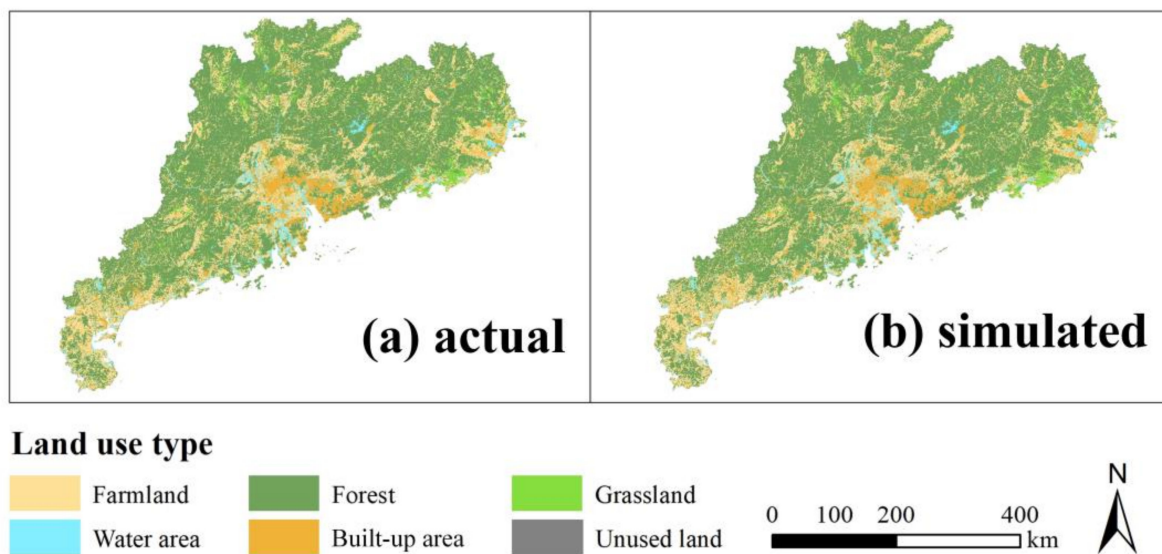 (a) actual
(b) simulated
Land use type
Farmland
Forest
Grassland
Water area
Built-up area
Unused land
0 100 200 400
km
N